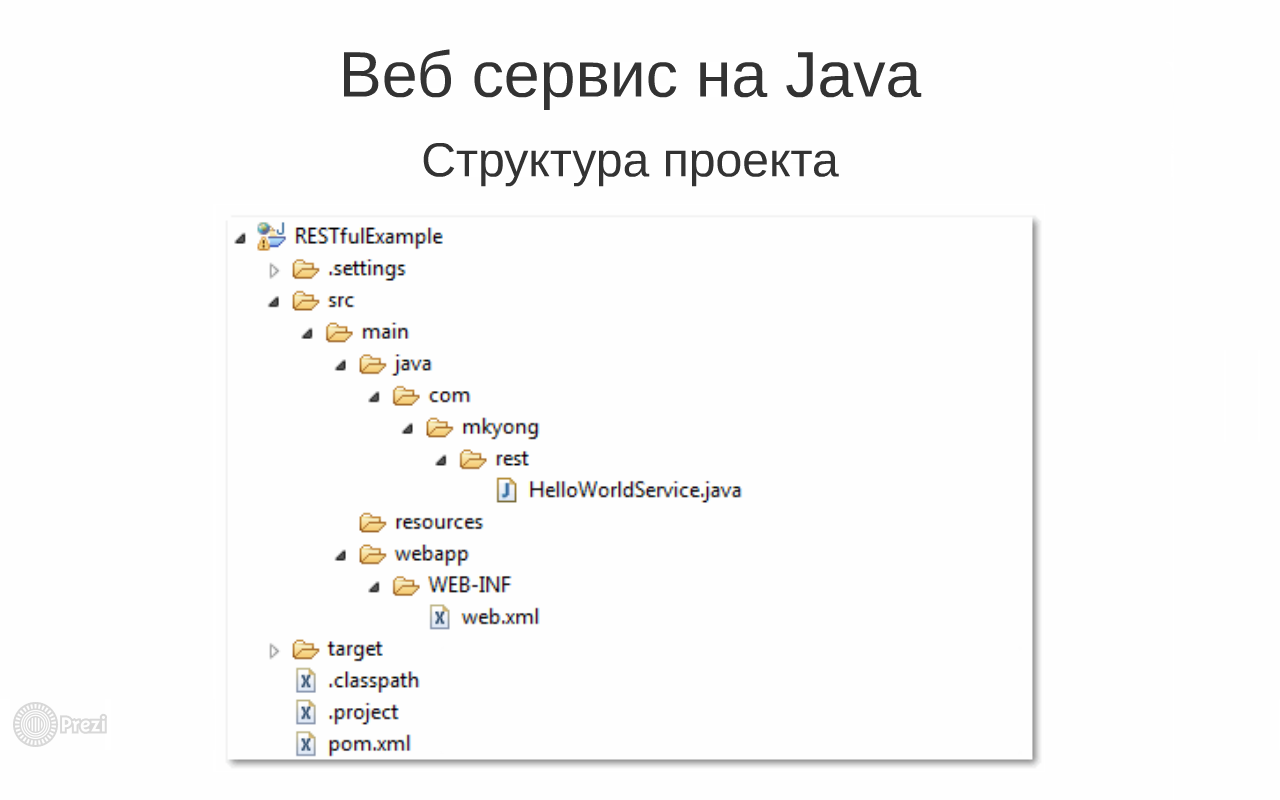 Веб сервис на Java
Структура проекта
RESTfulExample
.settings
src
main
java
com
mkyong
rest
HelloWorldService.java
resources
webapp
WEB-INF
web.xml
target
.classpath
.project
pom.xml
Prezi